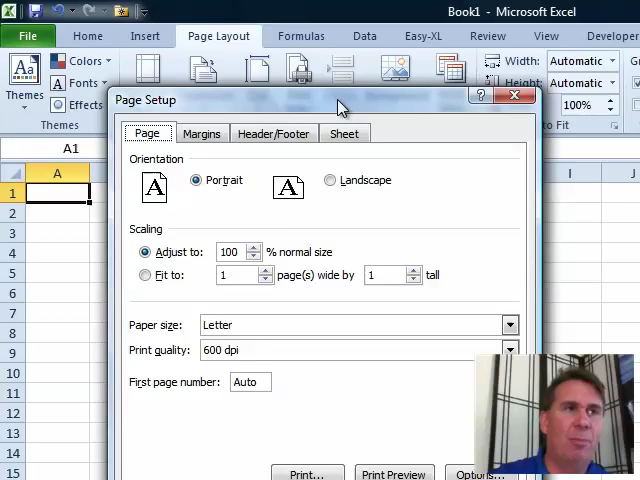 Book1 - Microsoft Excel
File Home Insert Page Layout Formulas Data Easy-XL Review Developer
Aa Themes Fonts Effects Width: Automatic
Height: Automatic
100%
Themes to Fit
A1
Page Setup
Page Margins Header/Footer Sheet
Orientation
A Portrait A Landscape
Scaling
Adjust to: 100 % normal size
Fit to: 1 page(s) wide by 1 tall
Paper size: Letter
Print quality: 600 dpi
First page number: Auto
Print... Print Preview Options...
A I J
1
2
3
4
5
6
7
8
9
10
11
12
13
14
15